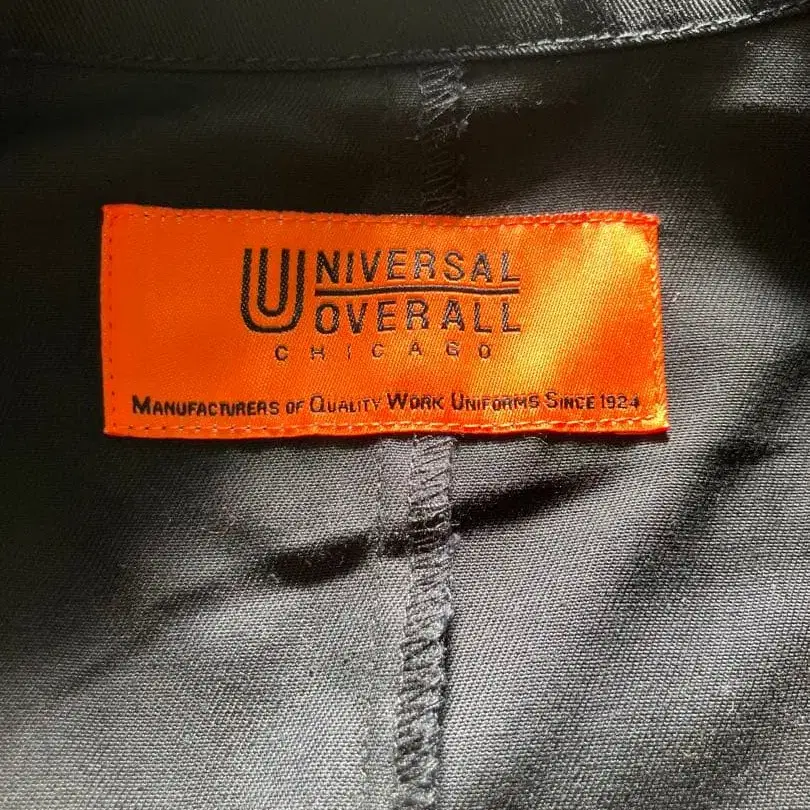 UNIVERSAL
OVERALL
CHICAGO
MANUFACTURERS OF QUALITY WORK UNIFORMS SINCE 1924